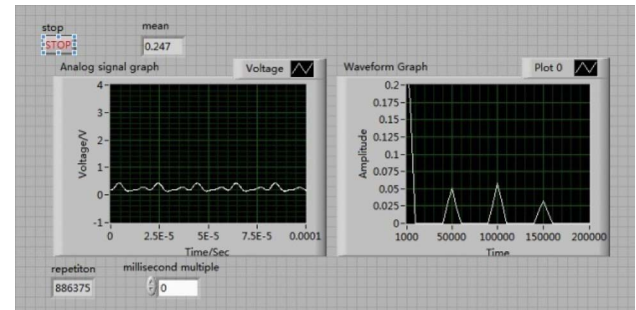 stop
mean
STOP
0.247
Analog signal graph
Voltage
4
3
2
1
0
-1
Voltage/V
0
2.5E-5
5E-5
7.5E-5
0.0001
Time/Sec
Waveform Graph
Plot 0
0.2
0.175
0.15
0.125
0.1
0.075
0.05
0.025
0
Amplitude
1000
50000
100000
150000
200000
Time
repetiton
millisecond multiple
886375
0